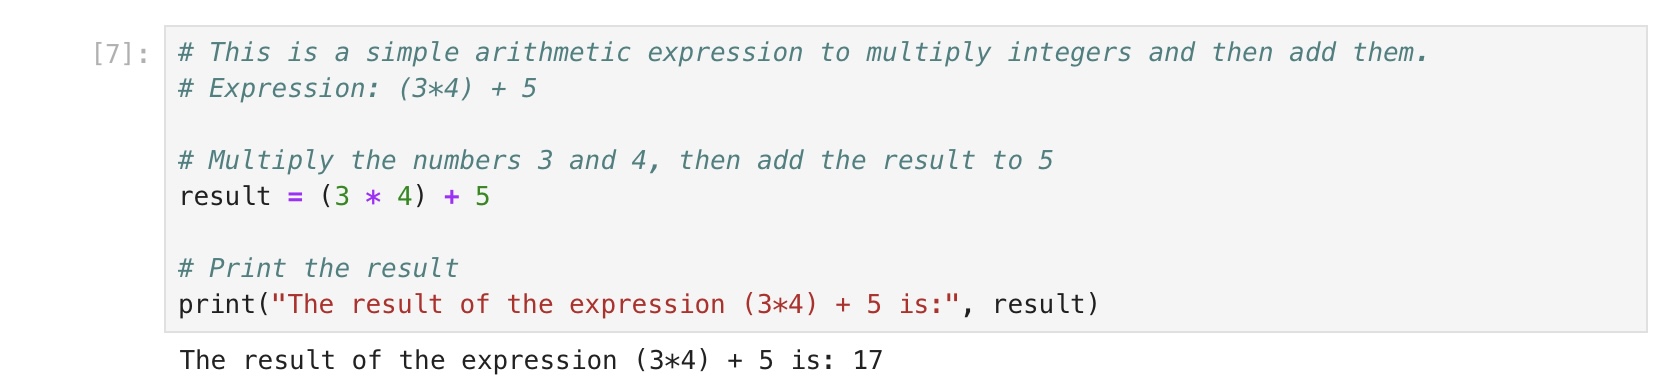 [7]: # This is a simple arithmetic expression to multiply integers and then add them.
# Expression: (3*4) + 5
# Multiply the numbers 3 and 4, then add the result to 5
result = (3 * 4) + 5
# Print the result
print("The result of the expression (3*4) + 5 is:", result)
The result of the expression (3*4) + 5 is: 17